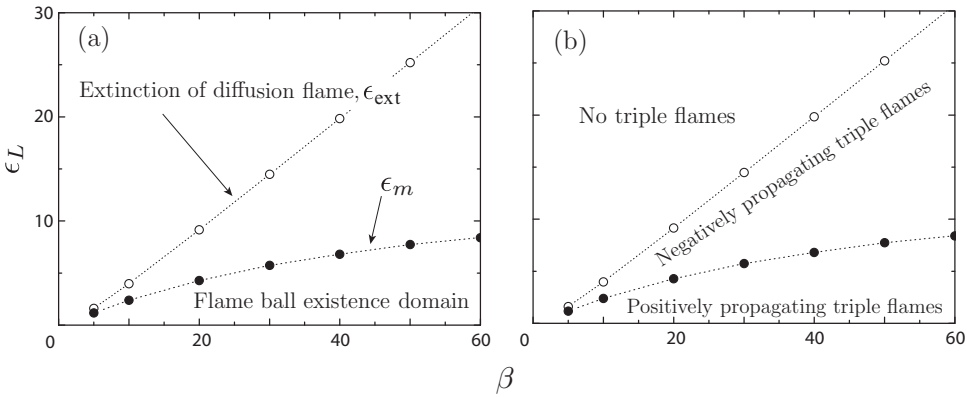 30
(a)
(b)
Extinction of diffusion flame, ϵext
No triple flames
Negatively propagating triple flames
20
ϵL
ϵm
10
Flame ball existence domain
Positively propagating triple flames
0
20
40
60
0
20
40
60
β